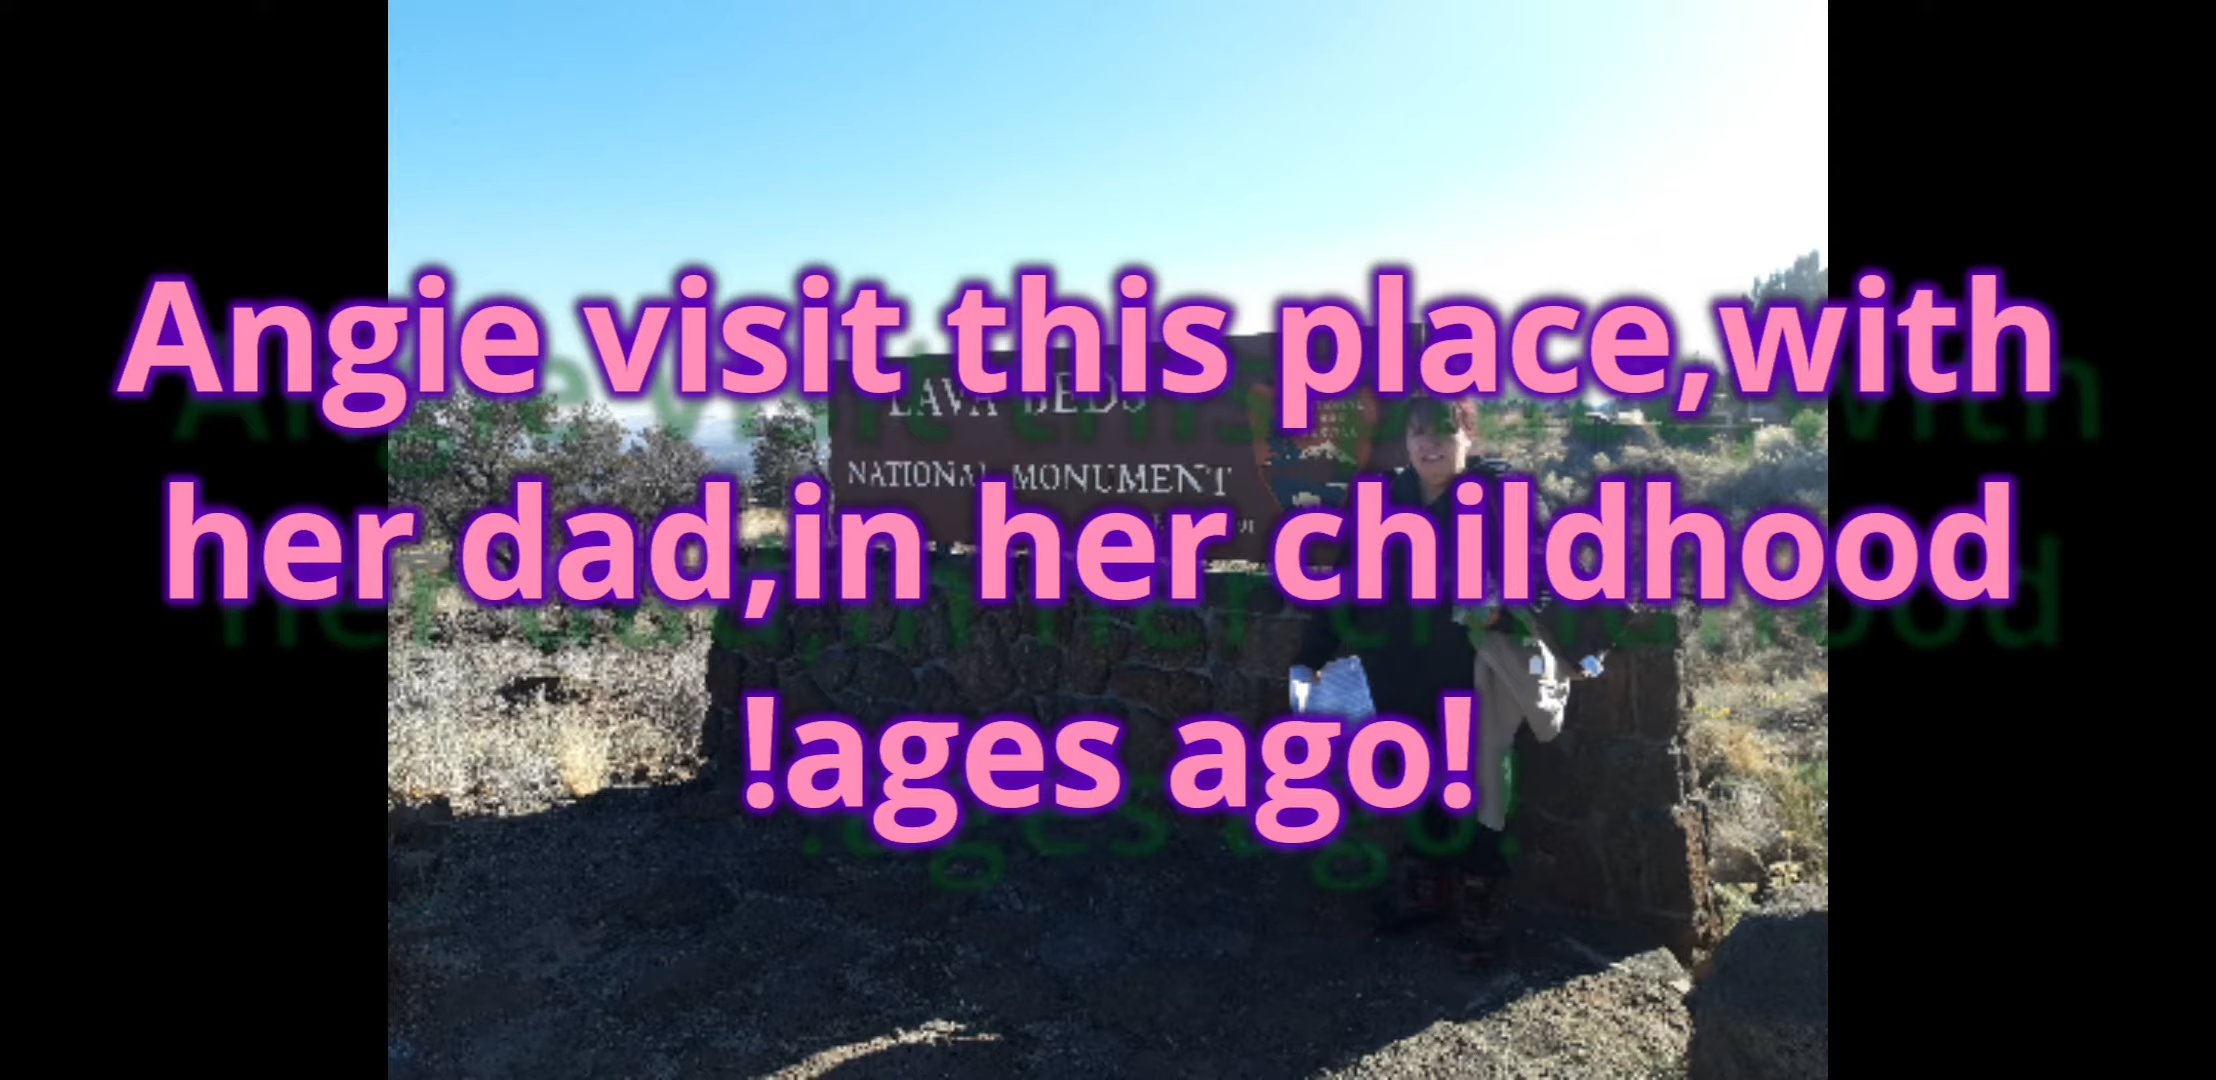 Angie visit this place,with
her dad,in her childhood
!ages ago!
LAVA BEDS
NATIONAL MONUMENT